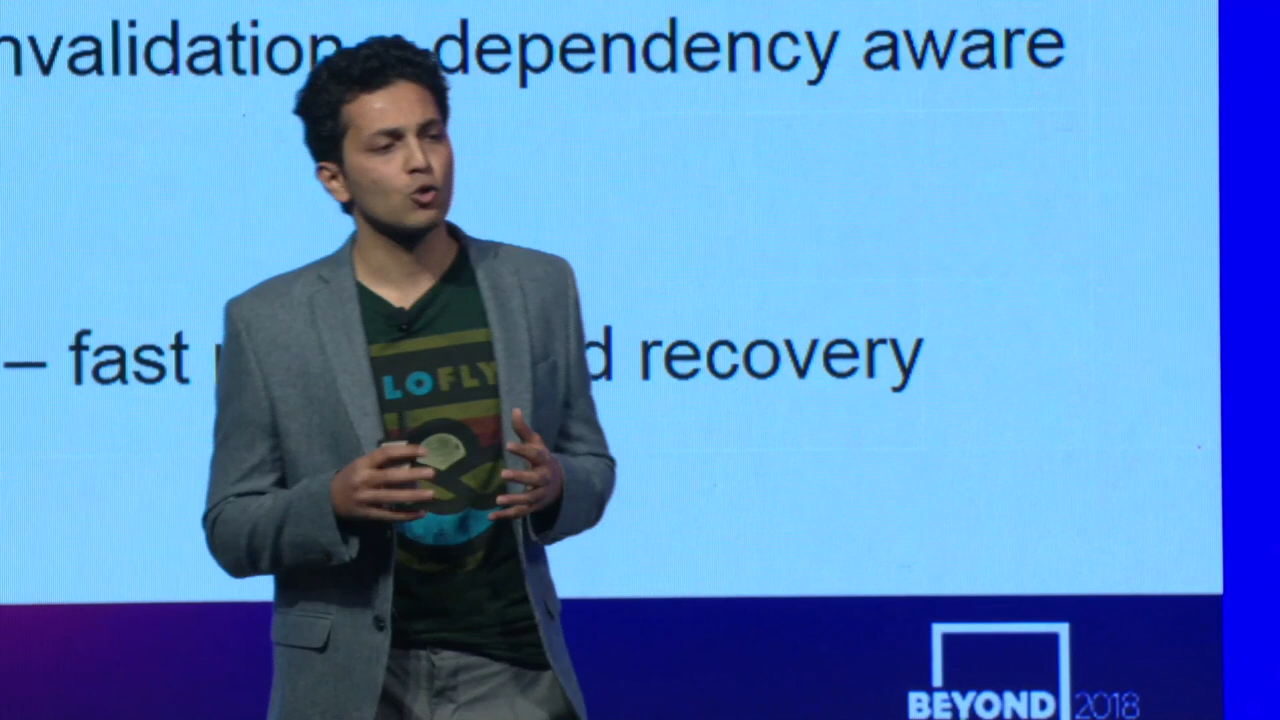 nvalidation – dependency aware
– fast
d recovery
LOFLY
BEYOND 2018